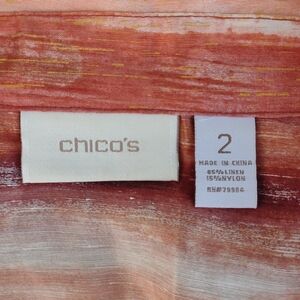 chico's
2
MADE IN CHINA
85% LINEN
15% NYLON